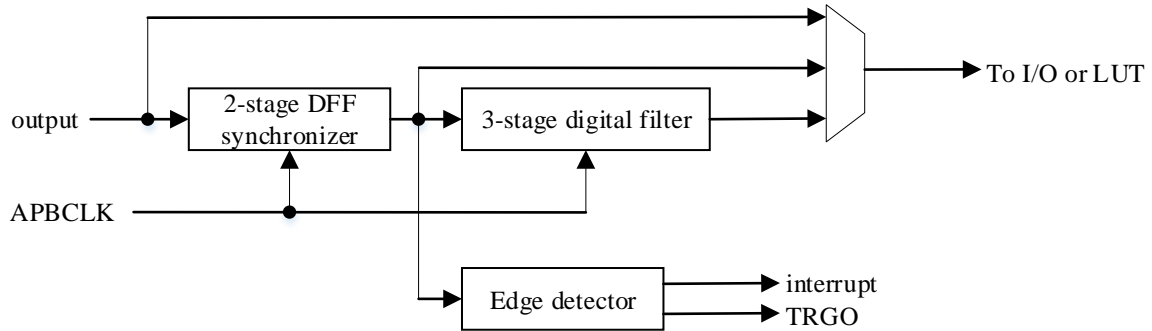 To I/O or LUT
2-stage DFF
synchronizer
3-stage digital filter
output
APBCLK
Edge detector
interrupt
TRGO